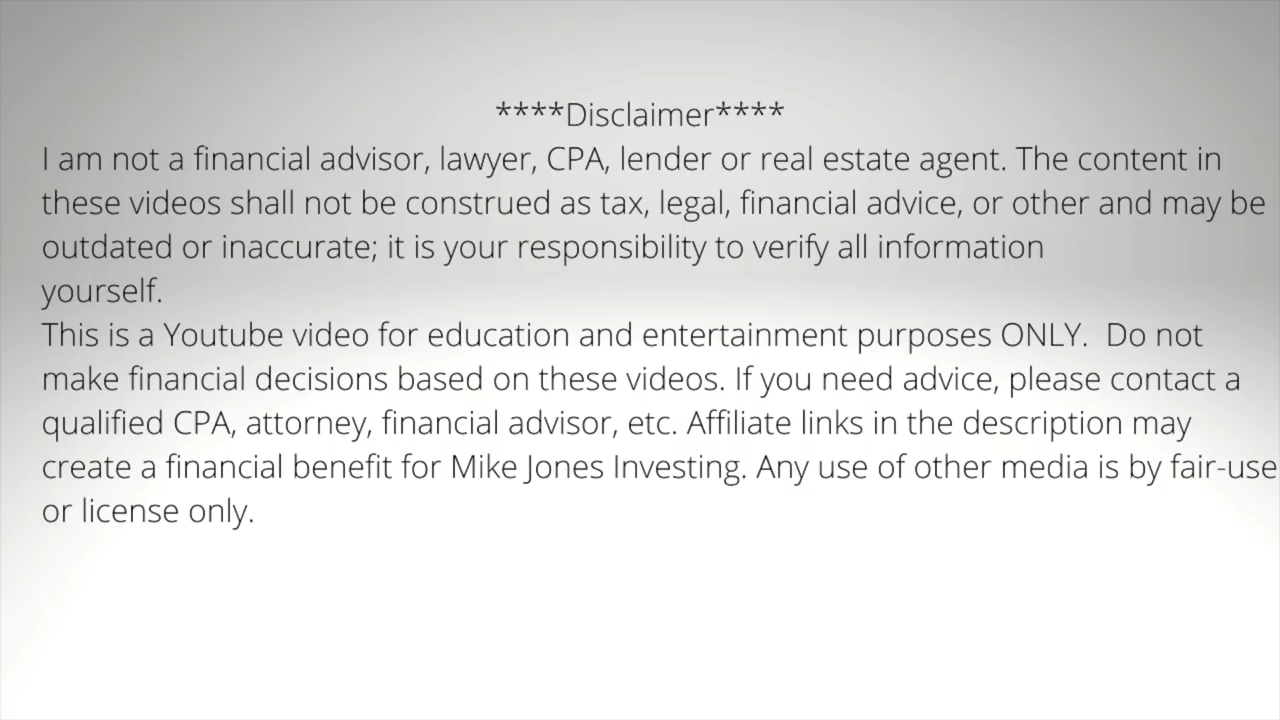 ****Disclaimer****
I am not a financial advisor, lawyer, CPA, lender or real estate agent. The content in
these videos shall not be construed as tax, legal, financial advice, or other and may be
outdated or inaccurate; it is your responsibility to verify all information
yourself.
This is a Youtube video for education and entertainment purposes ONLY.  Do not
make financial decisions based on these videos. If you need advice, please contact a
qualified CPA, attorney, financial advisor, etc. Affiliate links in the description may
create a financial benefit for Mike Jones Investing. Any use of other media is by fair-use
or license only.